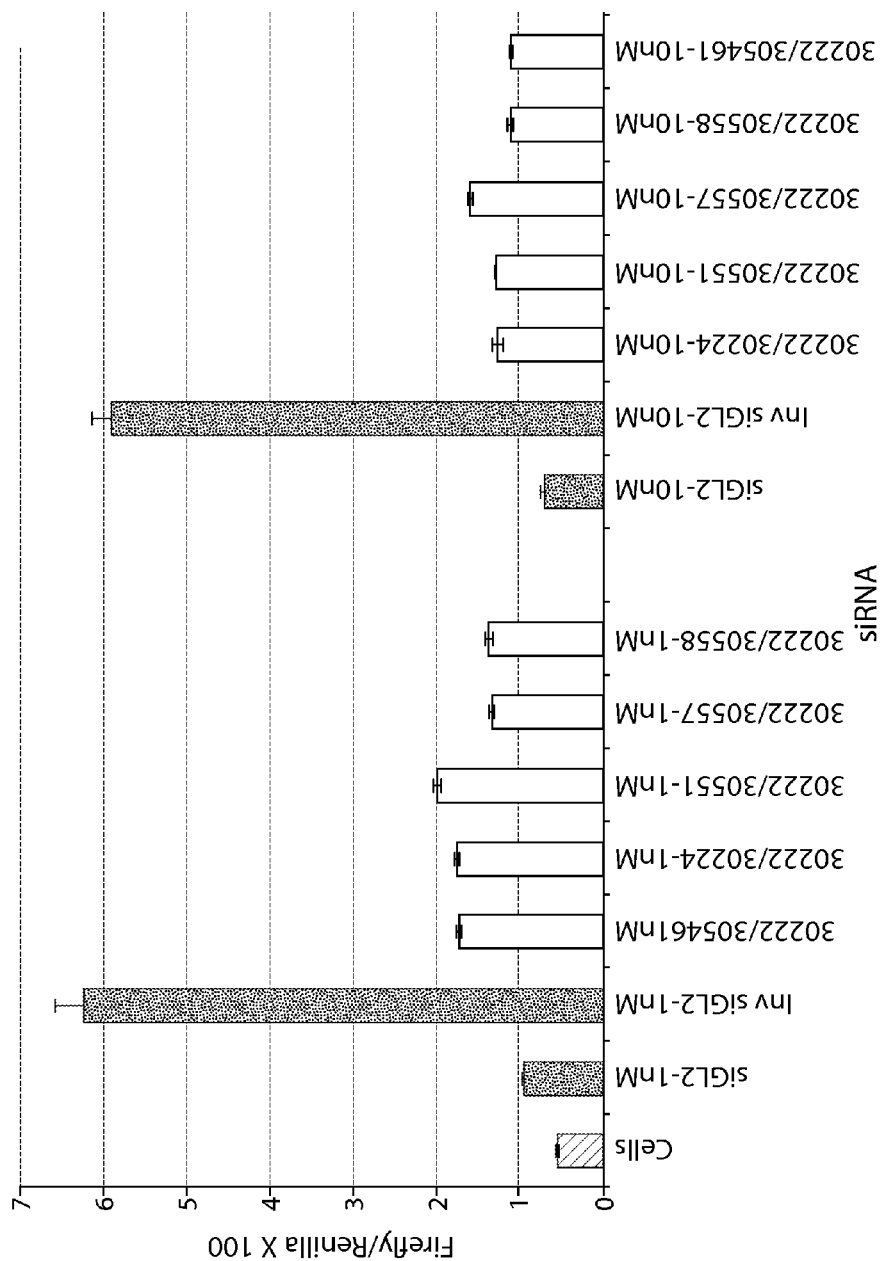 Firefly/Renilla X 100
7
6
5
4
3
2
1
0
Cells
siGL2-1nM
Inv siGL2-1nM
30222/305461nM
30222/30224-1nM
30222/30551-1nM
30222/30557-1nM
30222/30558-1nM
siGL2-10nM
Inv siGL2-10nM
30222/30224-10nM
30222/30551-10nM
30222/30557-10nM
30222/30558-10nM
30222/305461-10nM
siRNA